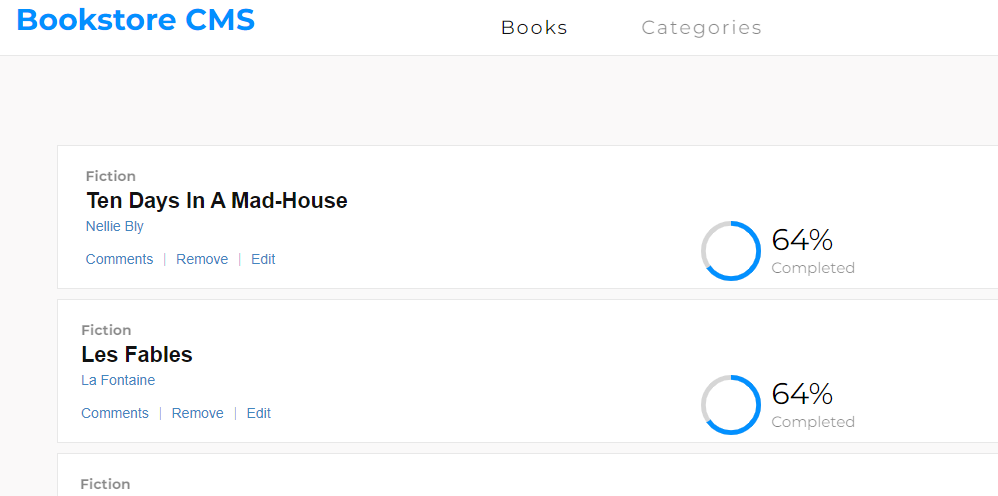 Bookstore CMS
Books Categories
Fiction
Ten Days In A Mad-House
Nellie Bly
Comments | Remove | Edit
64%
Completed
Fiction
Les Fables
La Fontaine
Comments | Remove | Edit
64%
Completed
Fiction